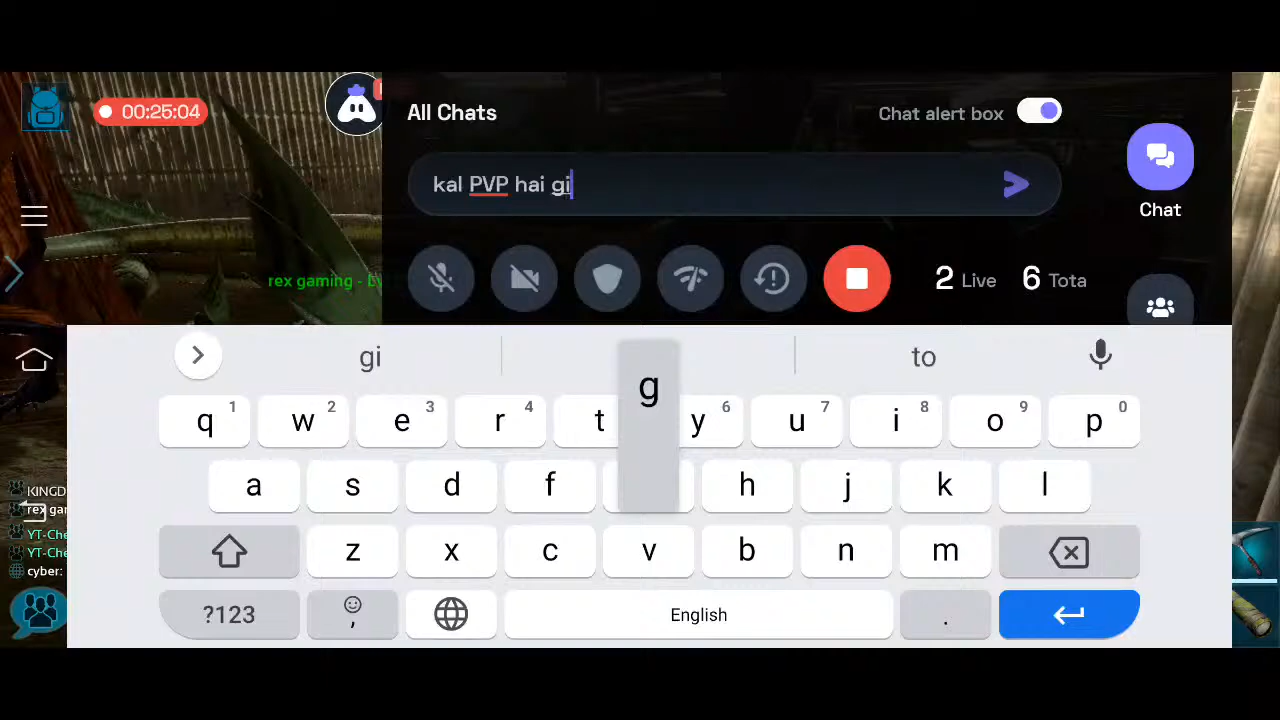 00:25:04
All Chats
Chat alert box
kal PVP hai gi
Chat
rex gaming -
2 Live 6 Tota
gi to
q 1 w 2 e 3 r 4 t y 6 u 7 i 8 o 9 p 0
g
a s d f h j k l
z x c v b n m
?123 , English .
KINGD
rex gar
YT-Che
YT-Che
cyber: